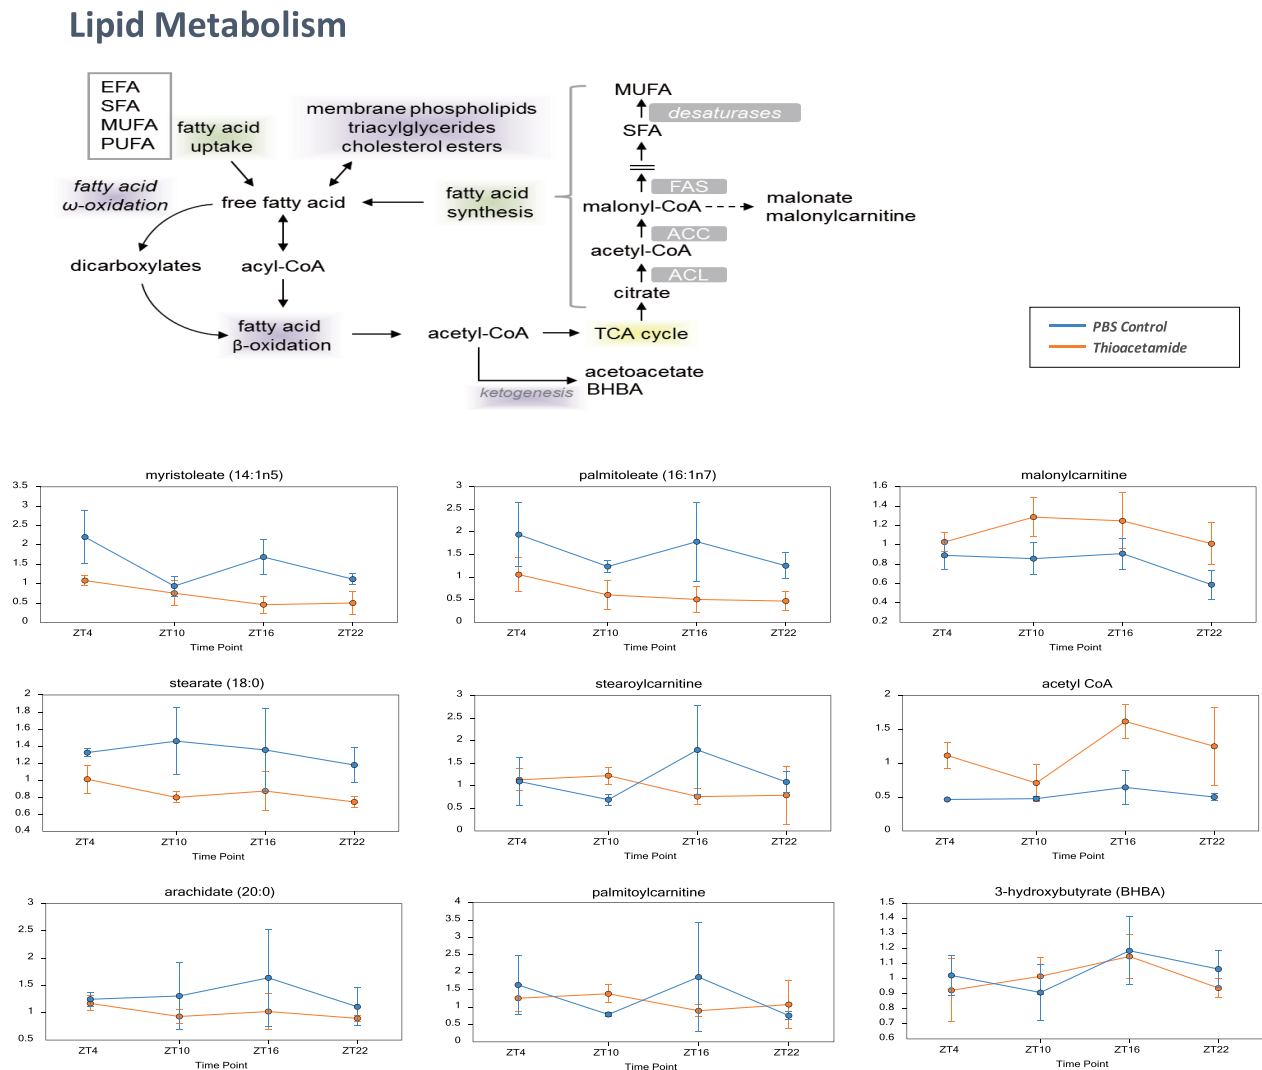 Lipid Metabolism
EFA
SFA
MUFA
PUFA
fatty acid
uptake
membrane phospholipids
triacylglycerides
cholesterol esters
MUFA
desaturases
SFA
fatty acid
ω-oxidation
free fatty acid
fatty acid
synthesis
FAS
malonyl-CoA
malonate
malonylcarnitine
ACC
acetyl-CoA
ACL
citrate
dicarboxylates
acyl-CoA
fatty acid
β-oxidation
acetyl-CoA
TCA cycle
acetoacetate
BHBA
ketogenesis
PBS Control
Thioacetamide
myristoleate (14:1n5)
3.5
3
2.5
2
1.5
1
0.5
0
ZT4 ZT10 ZT16 ZT22
Time Point
palmitoleate (16:1n7)
3
2.5
2
1.5
1
0.5
0
ZT4 ZT10 ZT16 ZT22
Time Point
malonylcarnitine
1.6
1.4
1.2
1
0.8
0.6
0.4
0.2
ZT4 ZT10 ZT16 ZT22
Time Point
stearate (18:0)
2
1.8
1.6
1.4
1.2
1
0.8
0.6
0.4
ZT4 ZT10 ZT16 ZT22
Time Point
stearoylcarnitine
3
2.5
2
1.5
1
0.5
0
ZT4 ZT10 ZT16 ZT22
Time Point
acetyl CoA
2
1.5
1
0.5
0
ZT4 ZT10 ZT16 ZT22
Time Point
arachidate (20:0)
3
2.5
2
1.5
1
0.5
ZT4 ZT10 ZT16 ZT22
Time Point
palmitoylcarnitine
4
3.5
3
2.5
2
1.5
1
0.5
0
ZT4 ZT10 ZT16 ZT22
Time Point
3-hydroxybutyrate (BHBA)
1.5
1.4
1.3
1.2
1.1
1
0.9
0.8
0.7
0.6
ZT4 ZT10 ZT16 ZT22
Time Point